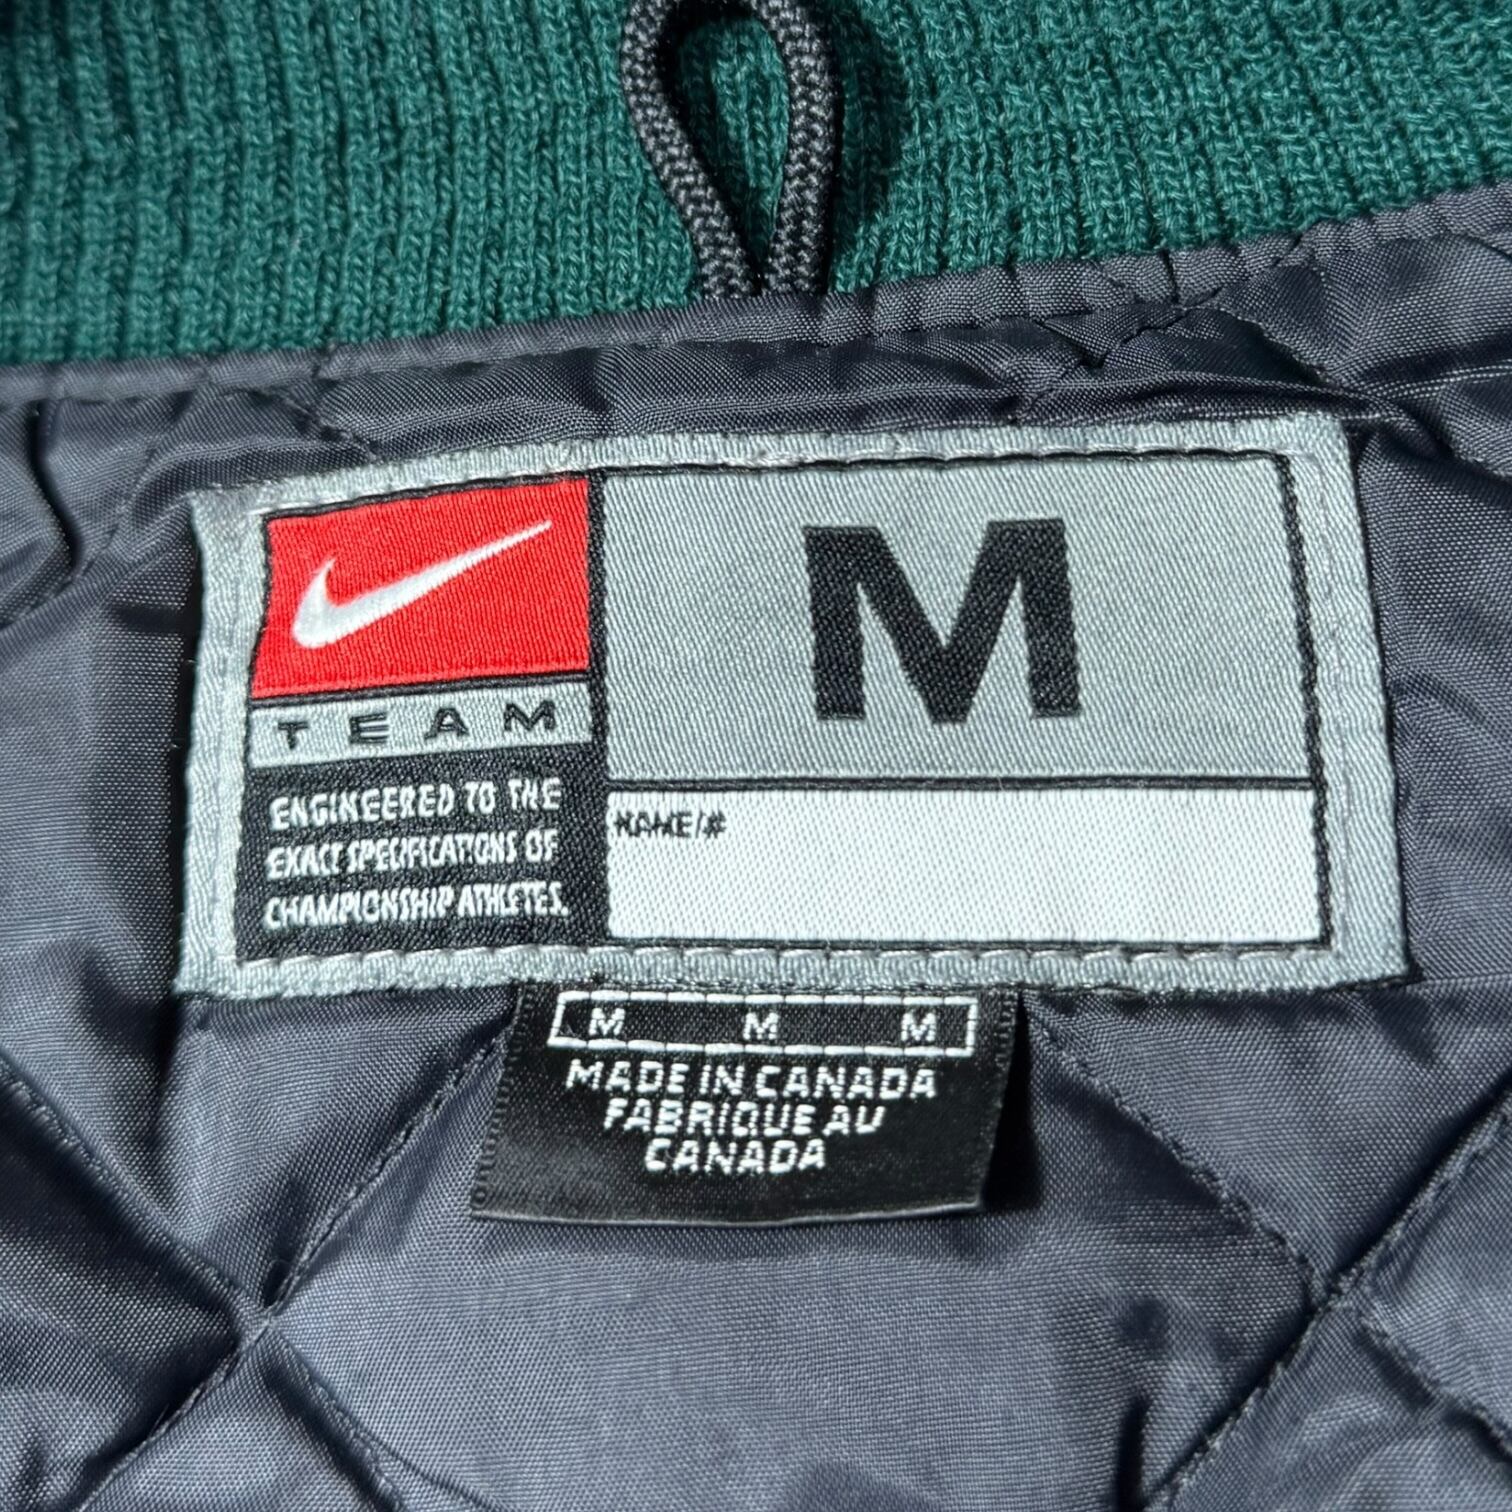 M
TEAM
ENGINEERED TO THE
EXACT SPECIFICATIONS OF
CHAMPIONSHIP ATHLETES.
NAME/#
M M M
MADE IN CANADA
FABRIQUE AU
CANADA